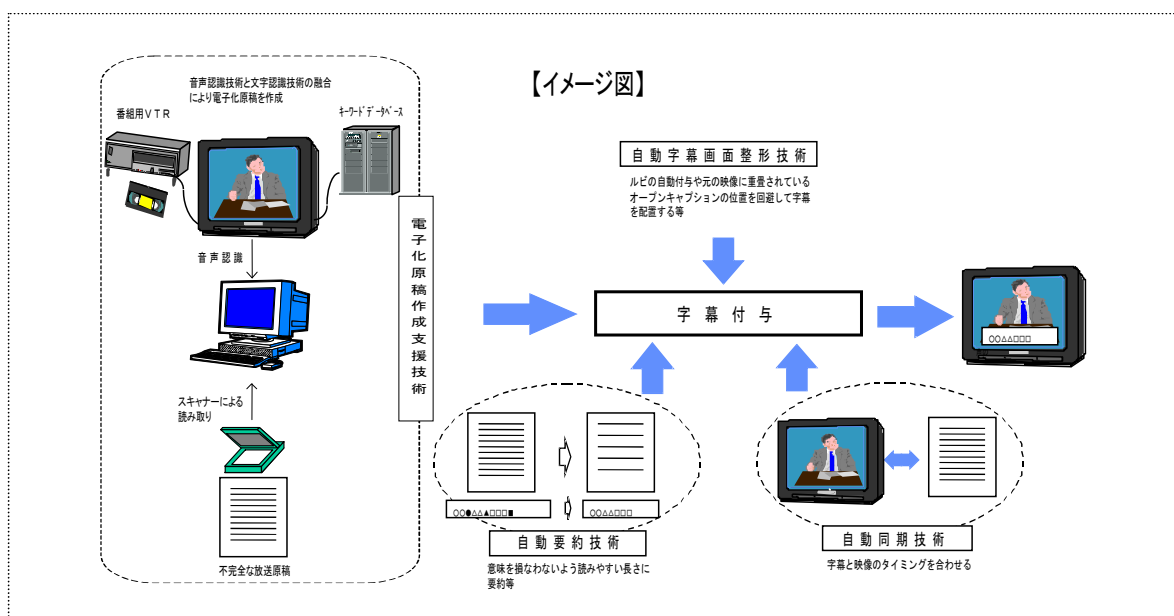 【イメージ図】
音声認識技術と文字認識技術の融合
により電子化原稿を作成
番組用VTR
キーワードデータベース
音声認識
スキャナーによる
読み取り
不完全な放送原稿
電子化原稿作成支援技術
自動字幕画面整形技術
ルビの自動付与や元の映像に重畳されている
オープンキャプションの位置を回避して字幕
を配置する等
字幕付与
○○△△□□□
○○●△△▲□□□■
○○△△□□□
自動要約技術
意味を損なわないよう読みやすい長さに
要約等
自動同期技術
字幕と映像のタイミングを合わせる